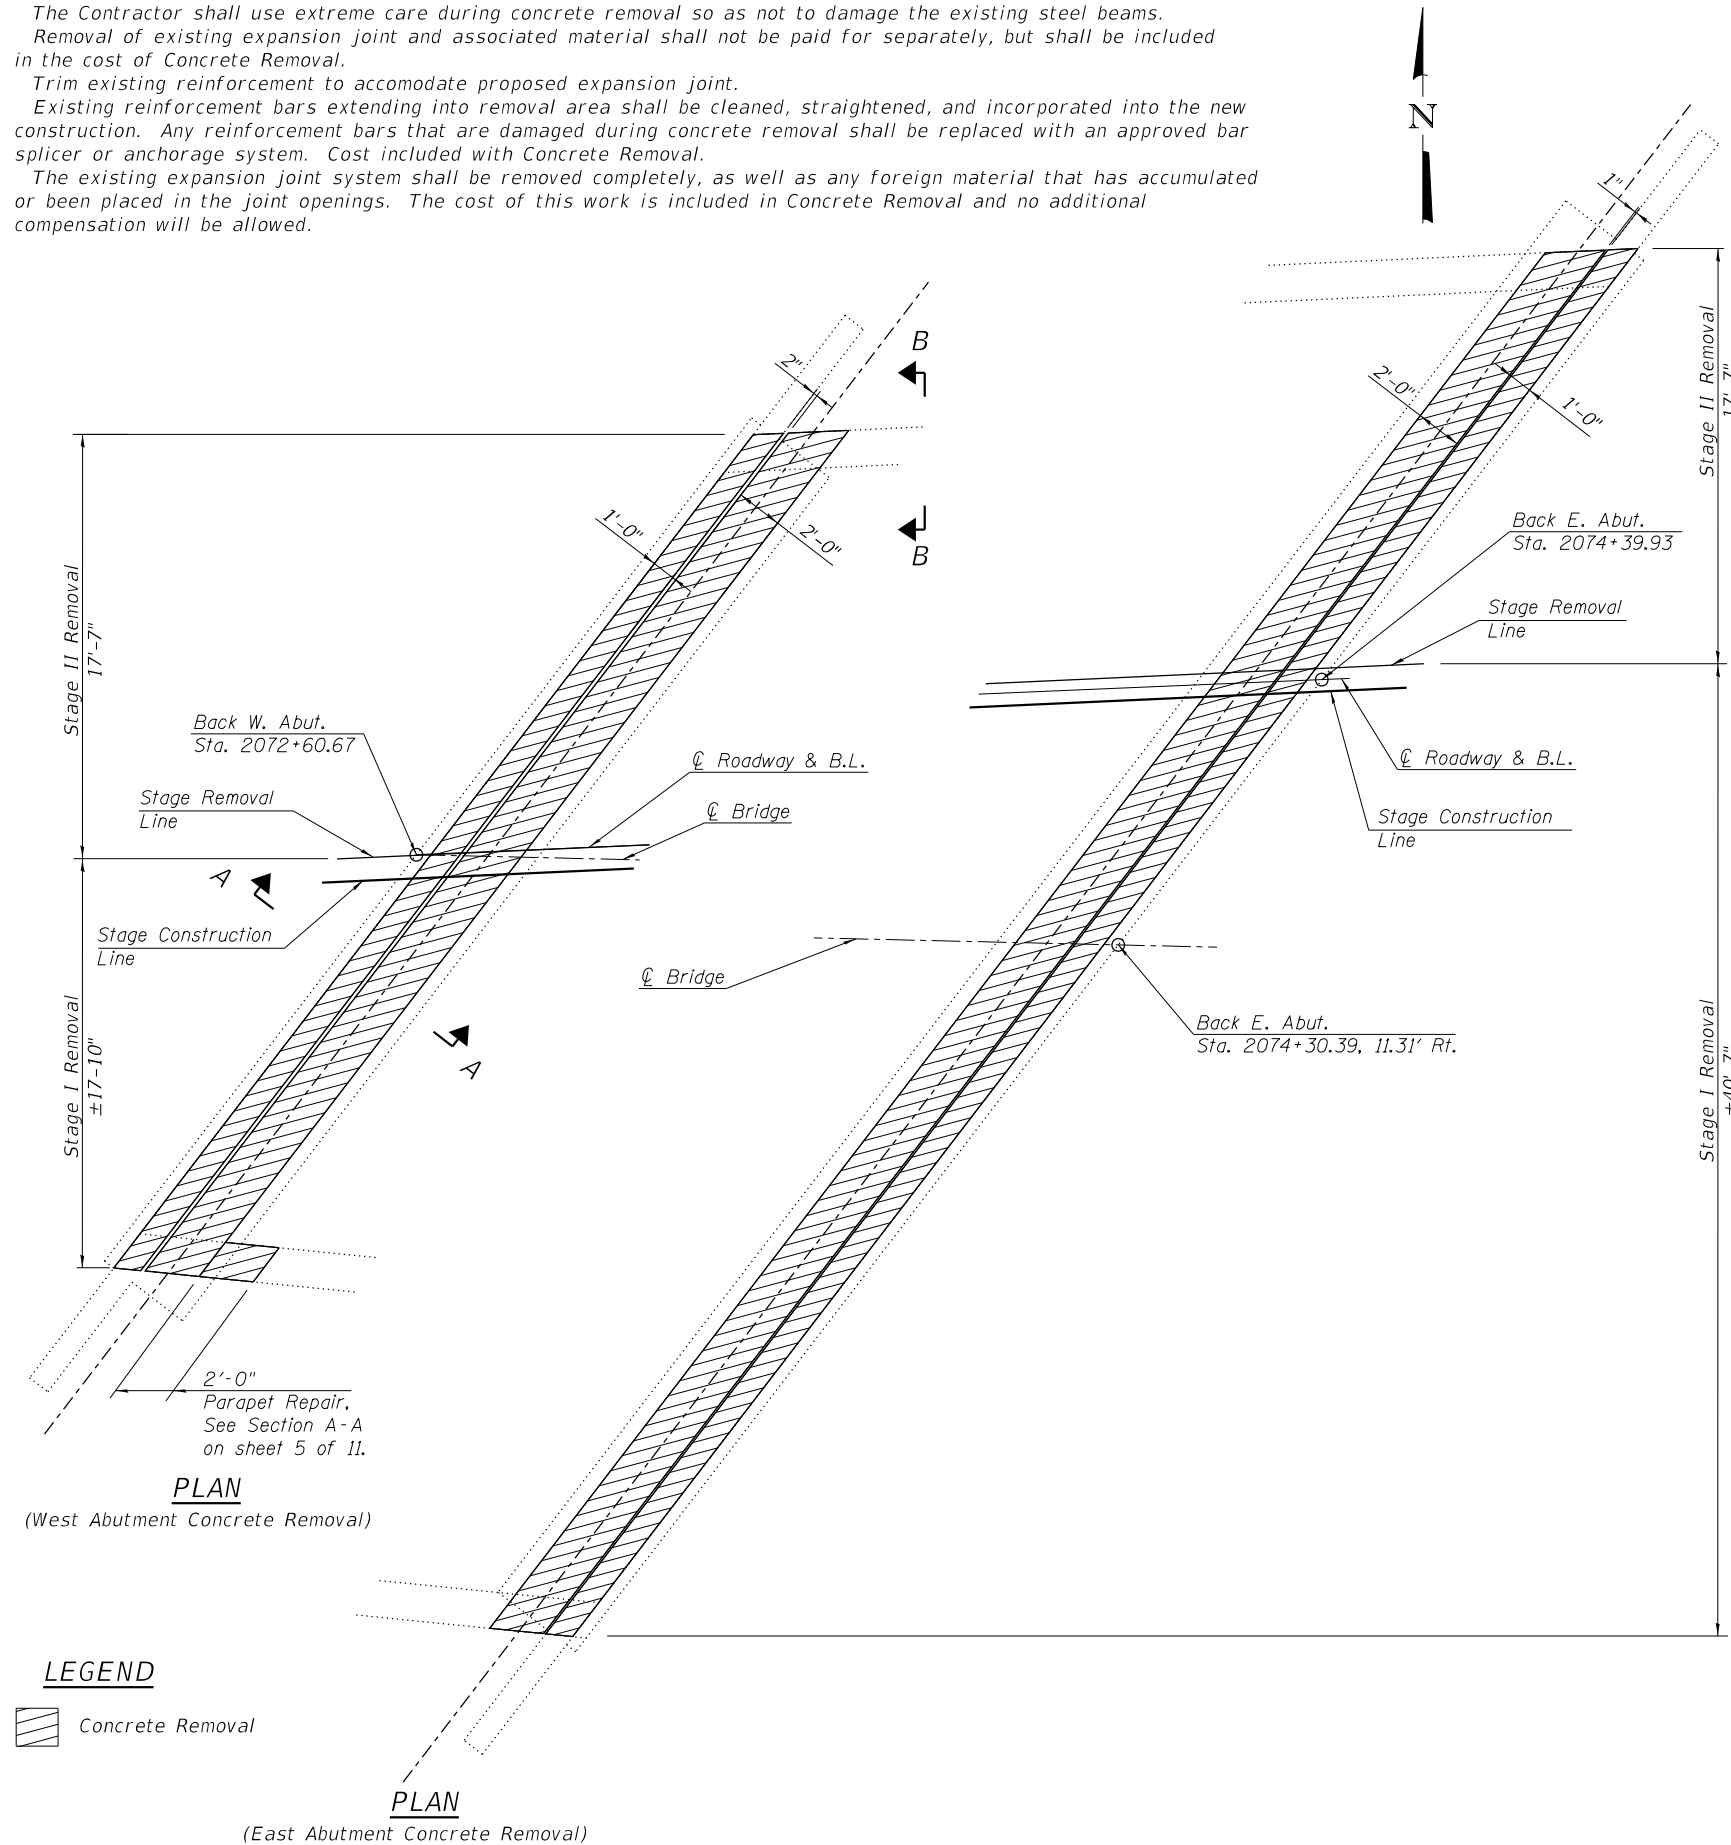 The Contractor shall use extreme care during concrete removal so as not to damage the existing steel beams.
Removal of existing expansion joint and associated material shall not be paid for separately, but shall be included
in the cost of Concrete Removal.
Trim existing reinforcement to accomodate proposed expansion joint.
Existing reinforcement bars extending into removal area shall be cleaned, straightened, and incorporated into the new
construction. Any reinforcement bars that are damaged during concrete removal shall be replaced with an approved bar
splicer or anchorage system. Cost included with Concrete Removal.
The existing expansion joint system shall be removed completely, as well as any foreign material that has accumulated
or been placed in the joint openings. The cost of this work is included in Concrete Removal and no additional
compensation will be allowed.
N
2"
B
1'-0"
2'-0"
B
Stage II Removal
17'-7"
Back W. Abut.
Sta. 2072+60.67
Stage Removal
Line
℄ Roadway & B.L.
℄ Bridge
A
Stage Construction
Line
A
Stage I Removal
±17-10"
2'-0"
Parapet Repair,
See Section A-A
on sheet 5 of 11.
PLAN
(West Abutment Concrete Removal)
1"
2'-0"
1'-0"
Stage II Removal
17'-7"
Back E. Abut.
Sta. 2074+39.93
Stage Removal
Line
℄ Roadway & B.L.
Stage Construction
Line
℄ Bridge
Back E. Abut.
Sta. 2074+30.39, 11.31' Rt.
Stage I Removal
LEGEND
Concrete Removal
PLAN
(East Abutment Concrete Removal)